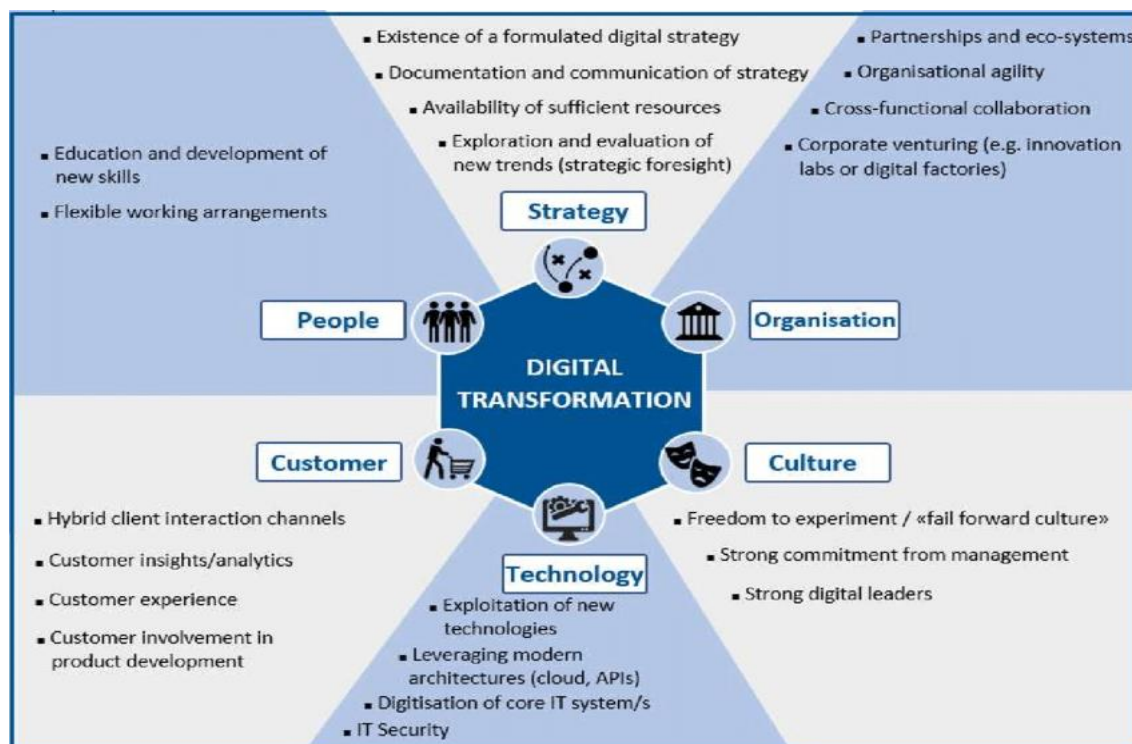 ▪ Existence of a formulated digital strategy
▪ Documentation and communication of strategy
▪ Availability of sufficient resources
▪ Exploration and evaluation of
new trends (strategic foresight)
Strategy
▪ Partnerships and eco-systems
▪ Organisational agility
▪ Cross-functional collaboration
▪ Corporate venturing (e.g. innovation
labs or digital factories)
Organisation
▪ Education and development of
new skills
▪ Flexible working arrangements
People
DIGITAL
TRANSFORMATION
Customer
▪ Hybrid client interaction channels
▪ Customer insights/analytics
▪ Customer experience
▪ Customer involvement in
product development
Technology
▪ Exploitation of new
technologies
▪ Leveraging modern
architectures (cloud, APIs)
▪ Digitisation of core IT system/s
▪ IT Security
Culture
▪ Freedom to experiment / «fail forward culture»
▪ Strong commitment from management
▪ Strong digital leaders